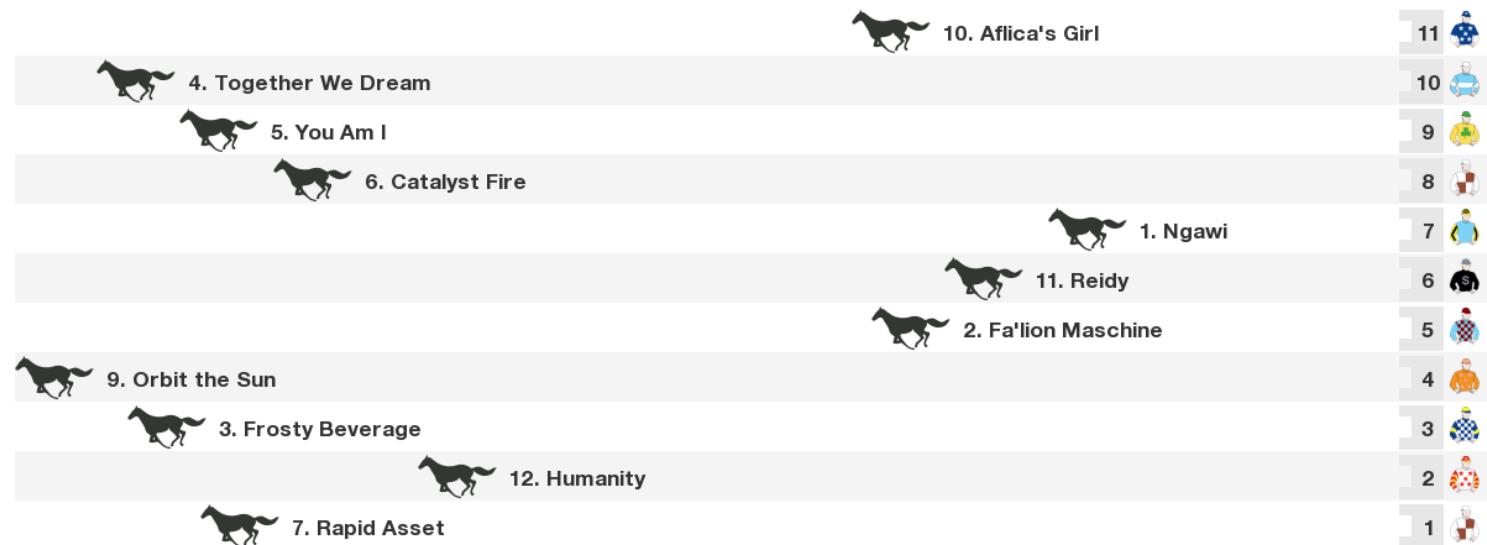 10. Aflica's Girl 11
4. Together We Dream 10
5. You Am I 9
6. Catalyst Fire 8
1. Ngawi 7
11. Reidy 6
S
2. Fa'lion Maschine 5
9. Orbit the Sun 4
3. Frosty Beverage 3
12. Humanity 2
7. Rapid Asset 1